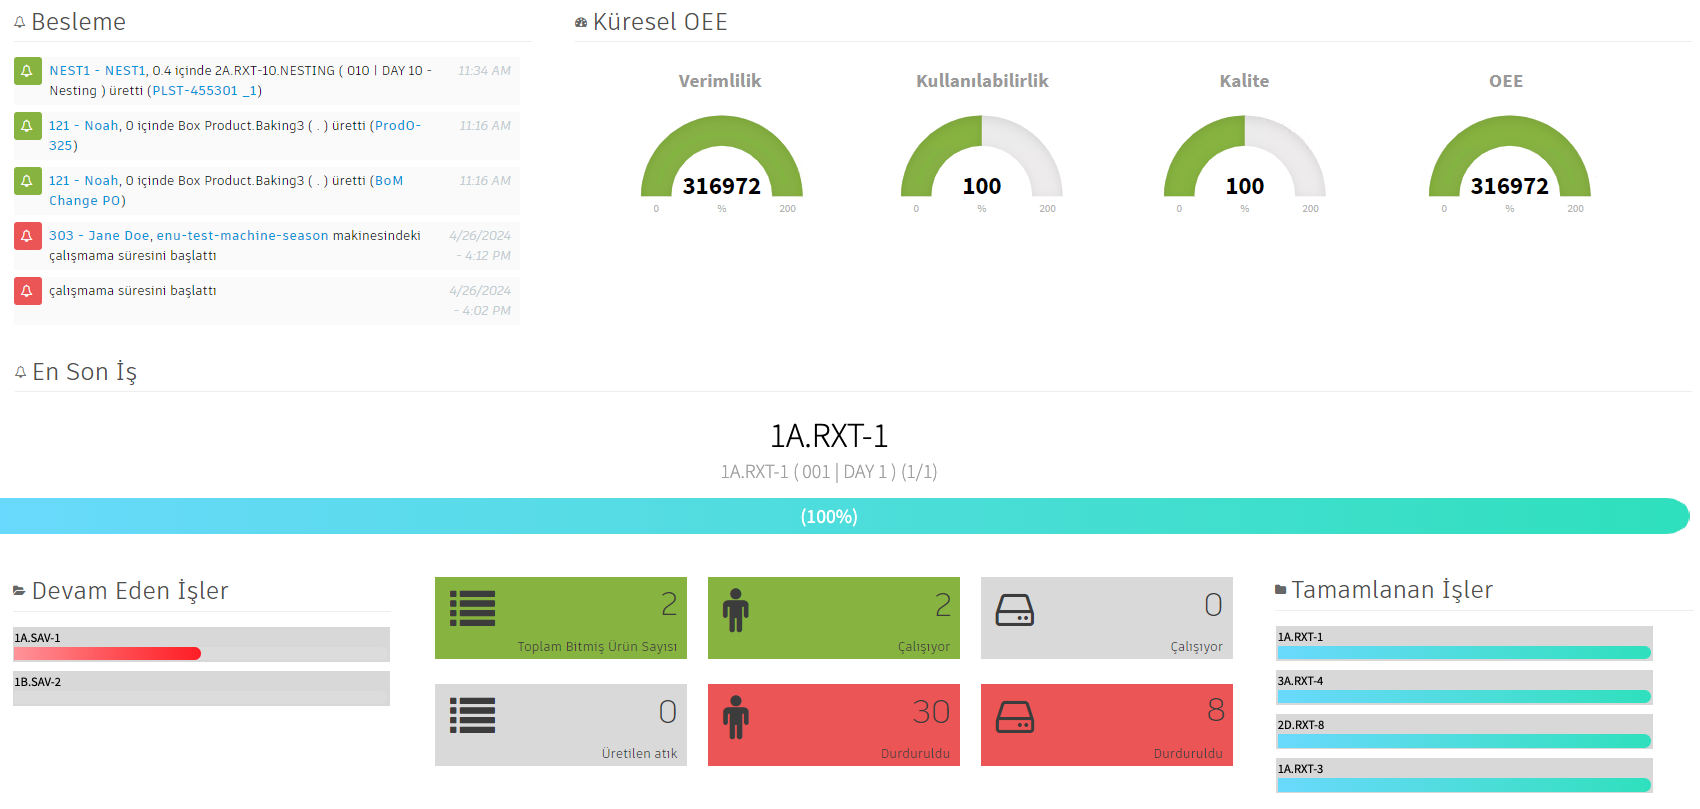 Besleme
NEST1 - NEST1, 0.4 içinde 2A.RXT-10.NESTING ( 010 | DAY 10 -
Nesting ) üretti (PLST-455301 _1)
11:34 AM
121 - Noah, 0 içinde Box Product.Baking3 ( . ) üretti (ProdO-
325)
11:16 AM
121 - Noah, 0 içinde Box Product.Baking3 ( . ) üretti (BoM
Change PO)
11:16 AM
303 - Jane Doe, enu-test-machine-season makinesindeki
çalışmama süresini başlattı
4/26/2024
- 4:12 PM
çalışmama süresini başlattı
4/26/2024
- 4:02 PM
Küresel OEE
Verimlilik
316972
0 % 200
Kullanılabilirlik
100
0 % 200
Kalite
100
0 % 200
OEE
316972
0 % 200
En Son İş
1A.RXT-1
1A.RXT-1 ( 001 | DAY 1 ) (1/1)
(100%)
Devam Eden İşler
1A.SAV-1
1B.SAV-2
2
Toplam Bitmiş Ürün Sayısı
2
Çalışıyor
0
Çalışıyor
0
Üretilen atık
30
Durduruldu
8
Durduruldu
Tamamlanan İşler
1A.RXT-1
3A.RXT-4
2D.RXT-8
1A.RXT-3